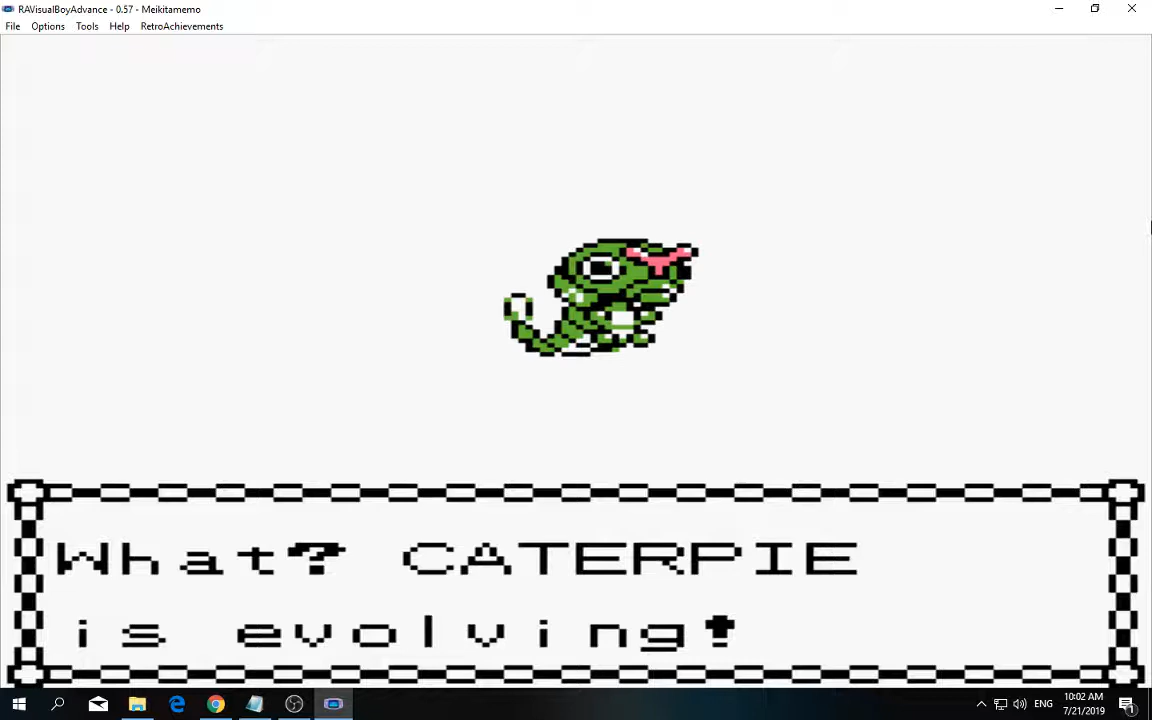 RAVisualBoyAdvance - 0.57 - Meikitamemo
File Options Tools Help RetroAchievements
What? CATERPIE
is evolving!
ENG
10:02 AM
7/21/2019
1